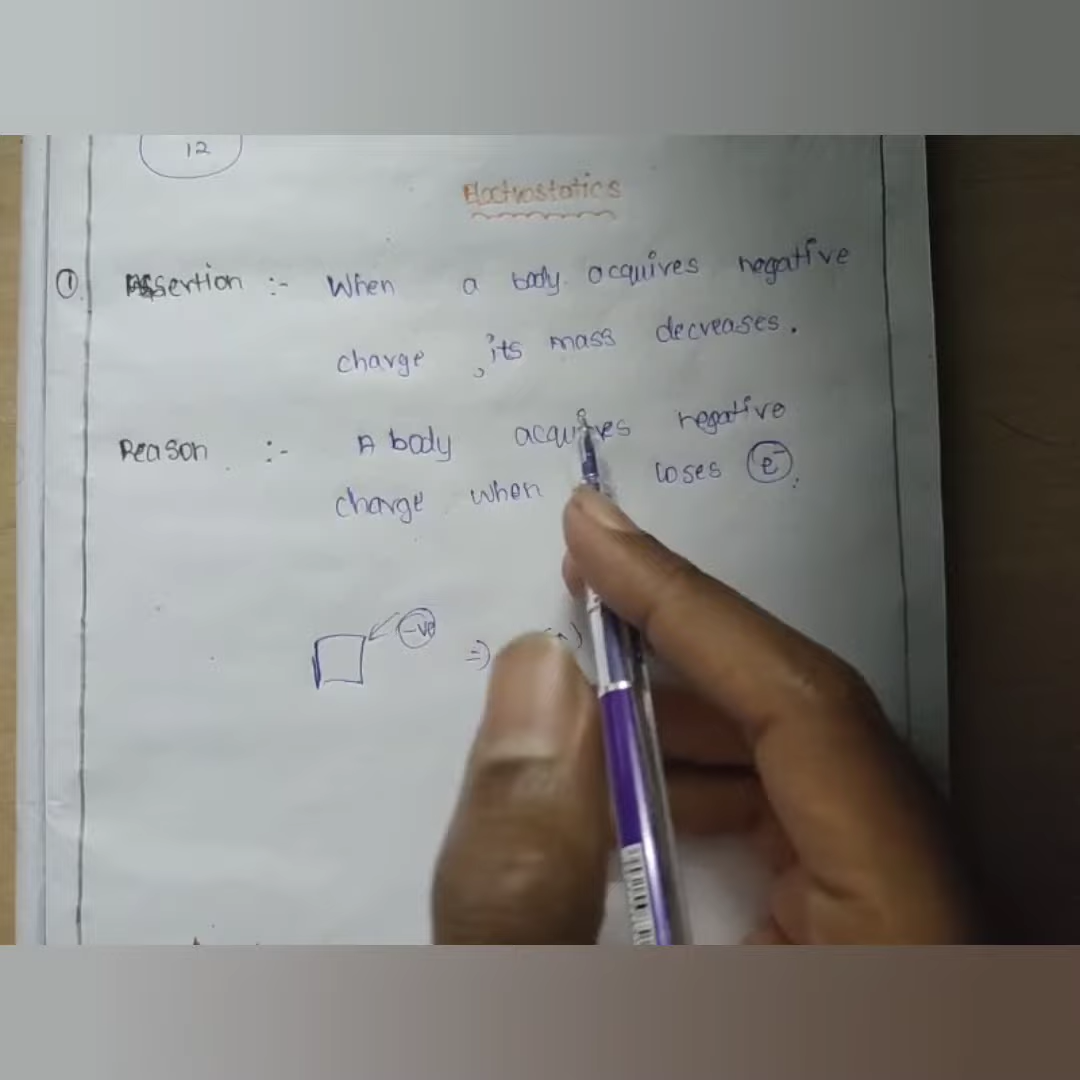 12
Electrostatics
① Assertion :- When a body acquires negative
charge , its mass decreases.
Reason :- A body acquires negative
charge when loses e⁻.
-ve
⇒